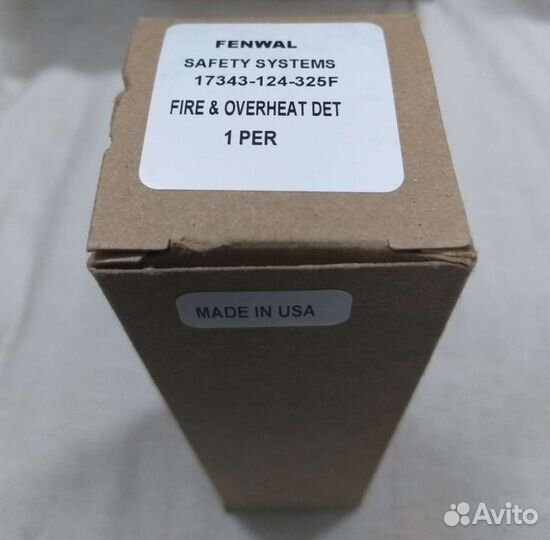 FENWAL
SAFETY SYSTEMS
17343-124-325F
FIRE & OVERHEAT DET
1 PER
MADE IN USA
Avito